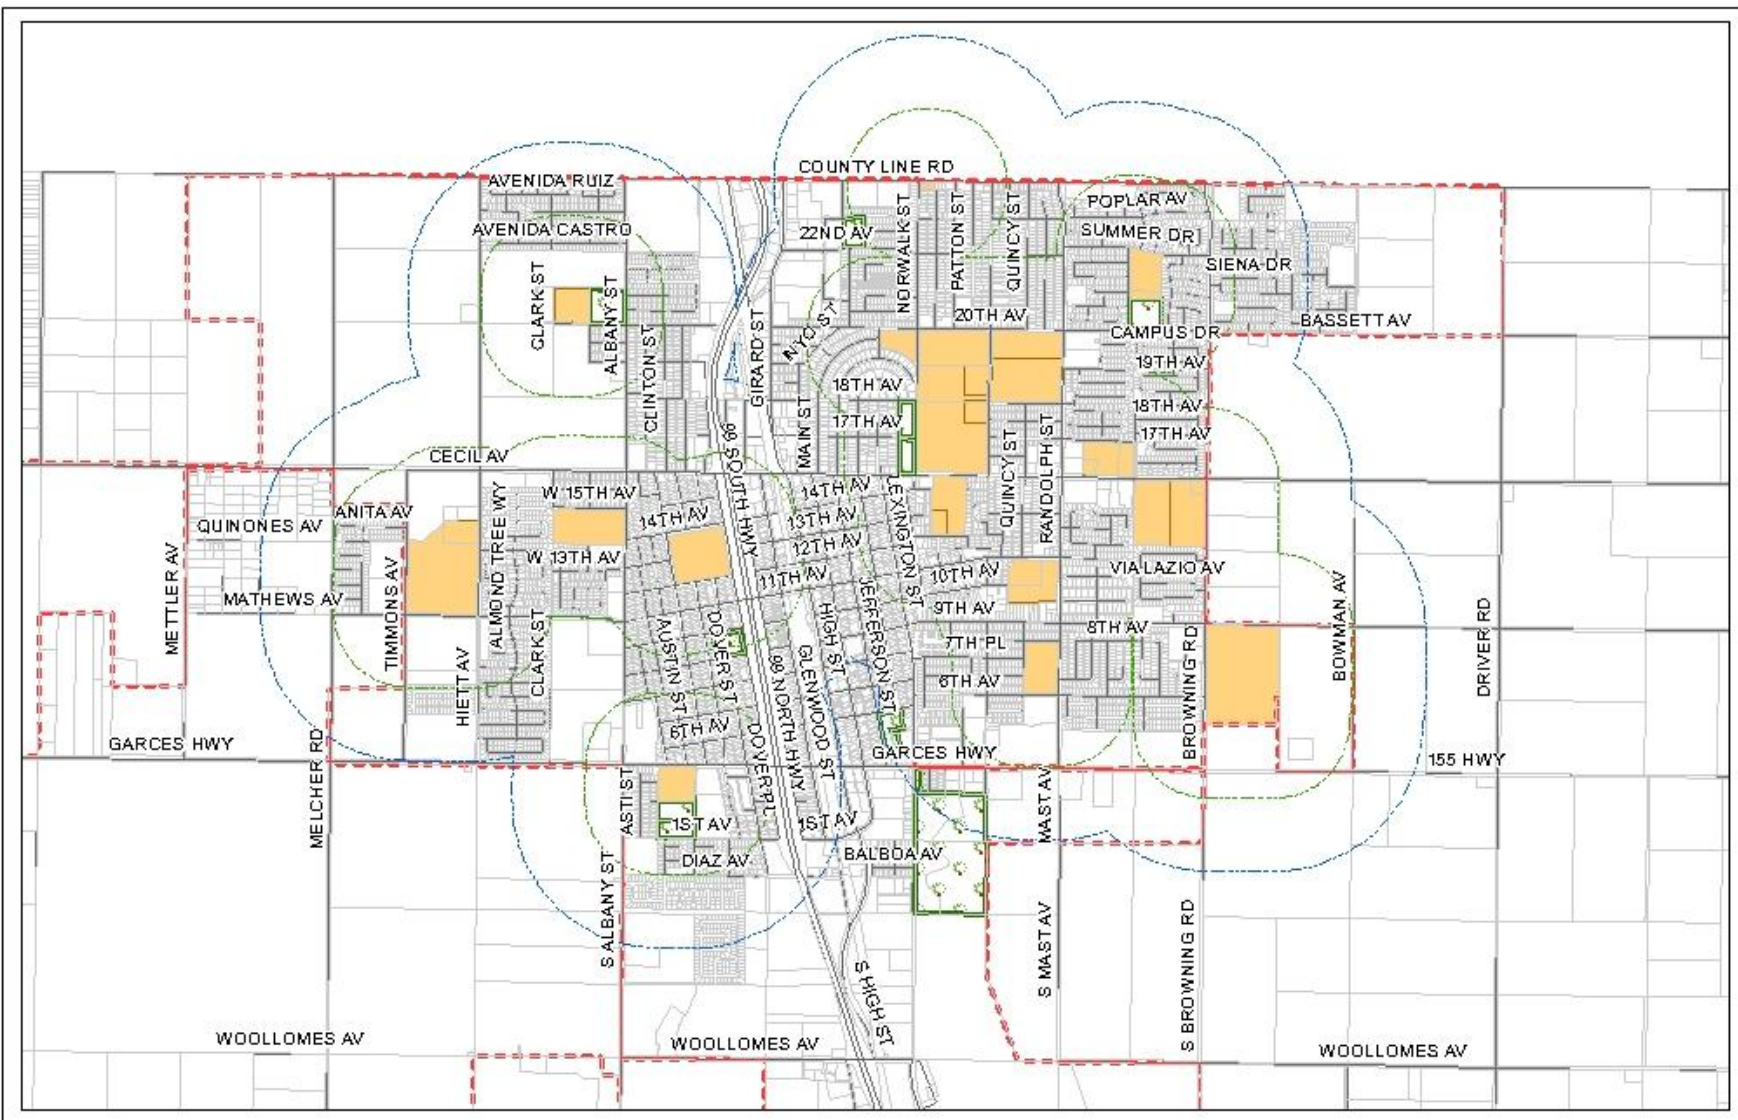 COUNTY LINE RD
AVENIDA RUIZ
POPLAR AV
AVENIDA CASTRO
22ND AV
NORWALK ST
PATTON ST
QUINCY ST
SUMMER DR
SIENA DR
CLARK ST
ALBANY ST
20TH AV
BASSETT AV
CAMPUS DR
CLINTON ST
GIRARD ST
NYCI ST
19TH AV
18TH AV
18TH AV
MAIN ST
17TH AV
17TH AV
CECIL AV
99 SOUTH HWY
QUINCY ST
RANDOLPH ST
W 15TH AV
14TH AV
LEXINGTON ST
QUINONES AV
ANITA AV
ALMOND TREE WY
14TH AV
13TH AV
12TH AV
METTLER AV
W 13TH AV
11TH AV
10TH AV
VIA LAZIO AV
MATHEWS AV
TIMMONS AV
JEFFERSON ST
9TH AV
BOWMAN AV
DRIVER RD
CLARK ST
AUSTIN ST
DOVER ST
HIGH ST
8TH AV
7TH PL
HIETT AV
99 NORTH HWY
GLENWOOD ST
6TH AV
BROWNING RD
6TH AV
GARCES HWY
MELCHER RD
DOVER PL
GARCES HWY
155 HWY
ASTI ST
1ST AV
1ST AV
MAST AV
DIAZ AV
BALBOA AV
S ALBANY ST
S MAST AV
S BROWNING RD
S HIGH ST
WOOLLOMES AV
WOOLLOMES AV
WOOLLOMES AV